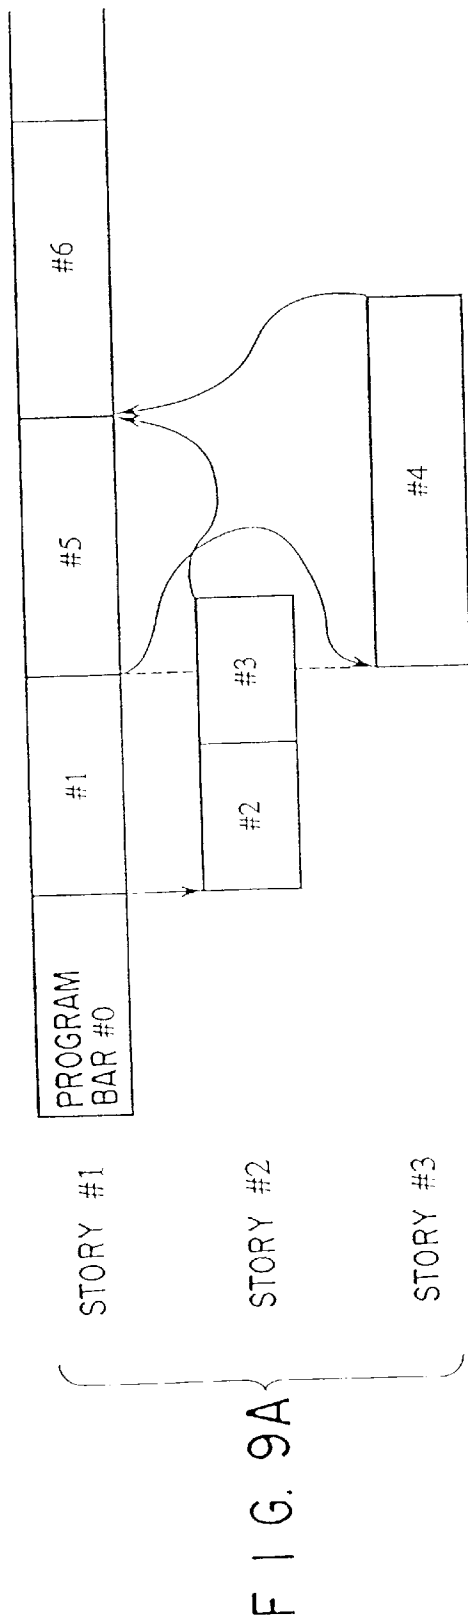 STORY #1
PROGRAM
BAR #0
#1
#5
#6
STORY #2
#2
#3
STORY #3
#4
FIG. 9A